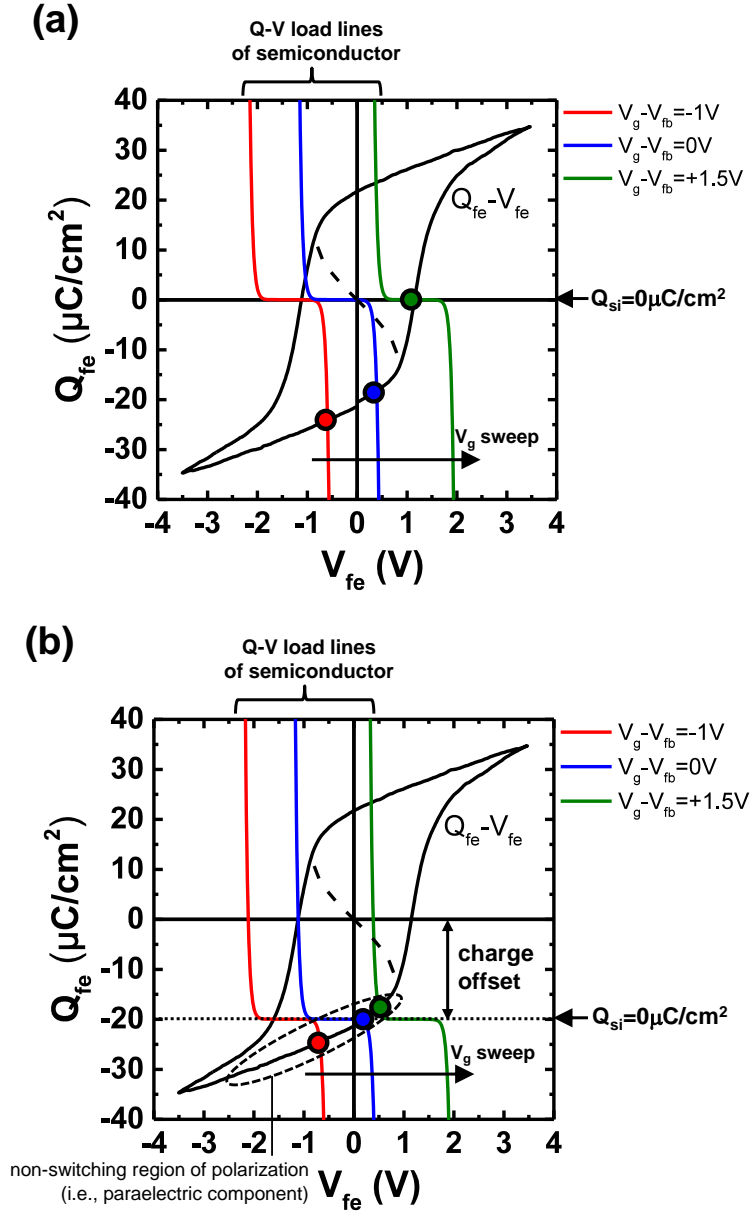 (a)
Q-V load lines
of semiconductor
V_g-V_fb=-1V
V_g-V_fb=0V
V_g-V_fb=+1.5V
Q_fe-V_fe
Q_si=0μC/cm²
V_g sweep
40
30
20
10
0
-10
-20
-30
-40
Q_fe (μC/cm²)
-4 -3 -2 -1 0 1 2 3 4
V_fe (V)
(b)
Q-V load lines
of semiconductor
V_g-V_fb=-1V
V_g-V_fb=0V
V_g-V_fb=+1.5V
Q_fe-V_fe
charge
offset
Q_si=0μC/cm²
V_g sweep
40
30
20
10
0
-10
-20
-30
-40
Q_fe (μC/cm²)
-4 -3 -2 -1 0 1 2 3 4
non-switching region of polarization
(i.e., paraelectric component)
V_fe (V)